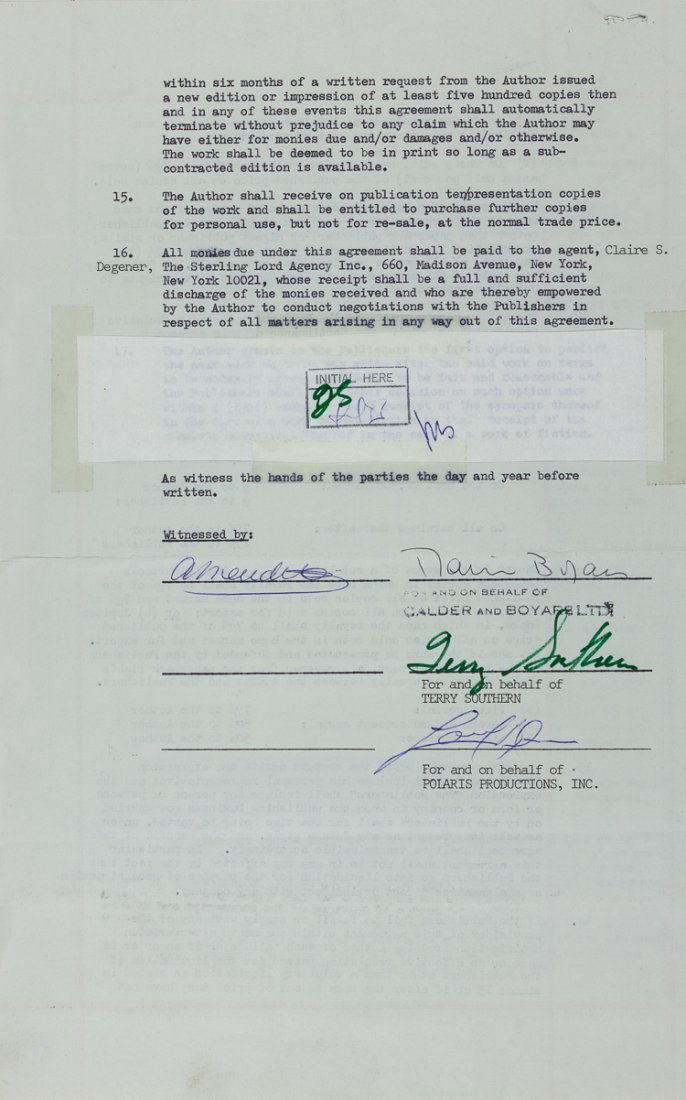 within six months of a written request from the Author issued
a new edition or impression of at least five hundred copies then
and in any of these events this agreement shall automatically
terminate without prejudice to any claim which the Author may
have either for monies due and/or damages and/or otherwise.
The work shall be deemed to be in print so long as a sub-
contracted edition is available.
15. The Author shall receive on publication ten presentation copies
of the work and shall be entitled to purchase further copies
for personal use, but not for re-sale, at the normal trade price.
16. All monies due under this agreement shall be paid to the agent, Claire S.
Degener, The Sterling Lord Agency Inc., 660, Madison Avenue, New York,
New York 10021, whose receipt shall be a full and sufficient
discharge of the monies received and who are thereby empowered
by the Author to conduct negotiations with the Publishers in
respect of all matters arising in any way out of this agreement.
INITIAL HERE
As witness the hands of the parties the day and year before
written.
Witnessed by:
FOR AND ON BEHALF OF
CALDER AND BOYARS LTD
Terry Southern
For and on behalf of
TERRY SOUTHERN
For and on behalf of
POLARIS PRODUCTIONS, INC.